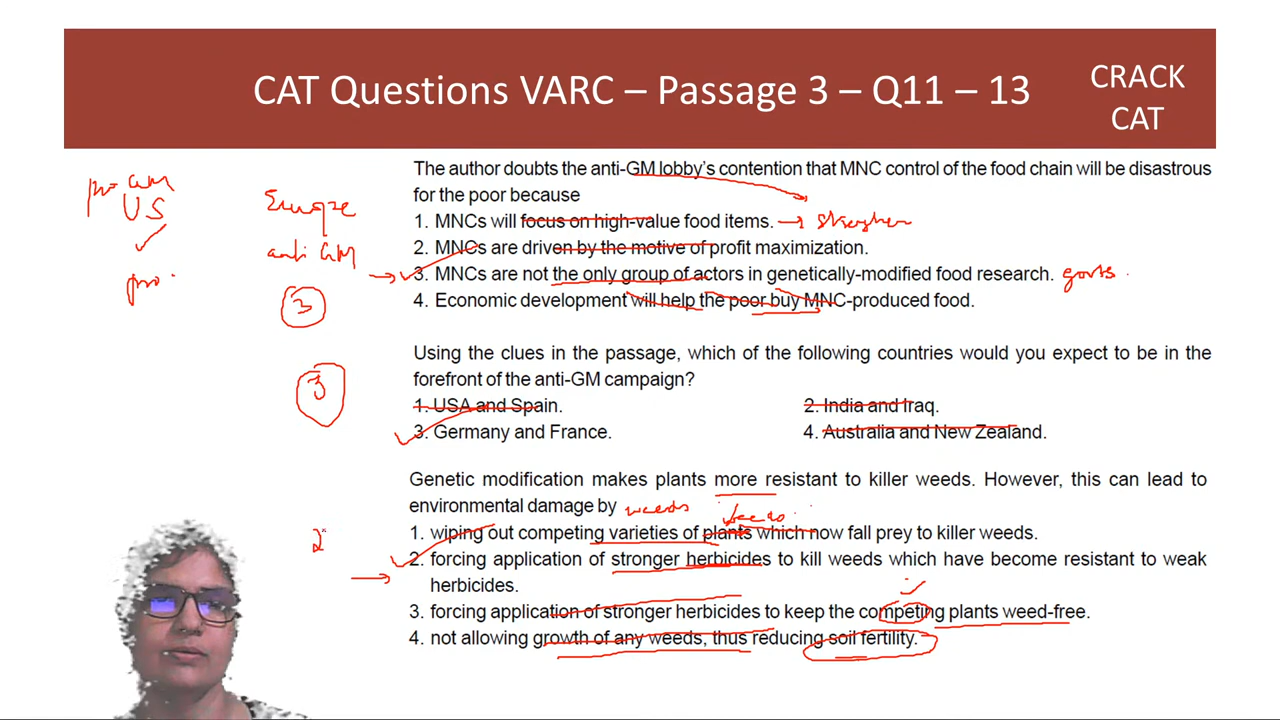 CAT Questions VARC – Passage 3 – Q11 – 13
CRACK
CAT
The author doubts the anti-GM lobby's contention that MNC control of the food chain will be disastrous
for the poor because
1. MNCs will focus on high-value food items.
2. MNCs are driven by the motive of profit maximization.
3. MNCs are not the only group of actors in genetically-modified food research. govts.
4. Economic development will help the poor buy MNC-produced food.
pro GM
US
pro
Europe
anti GM
3
Using the clues in the passage, which of the following countries would you expect to be in the
forefront of the anti-GM campaign?
1. USA and Spain. 2. India and Iraq.
3. Germany and France. 4. Australia and New Zealand.
3
Genetic modification makes plants more resistant to killer weeds. However, this can lead to
environmental damage by weeds
1. wiping out competing varieties of plants which now fall prey to killer weeds.
2. forcing application of stronger herbicides to kill weeds which have become resistant to weak
herbicides.
3. forcing application of stronger herbicides to keep the competing plants weed-free.
4. not allowing growth of any weeds, thus reducing soil fertility.
2